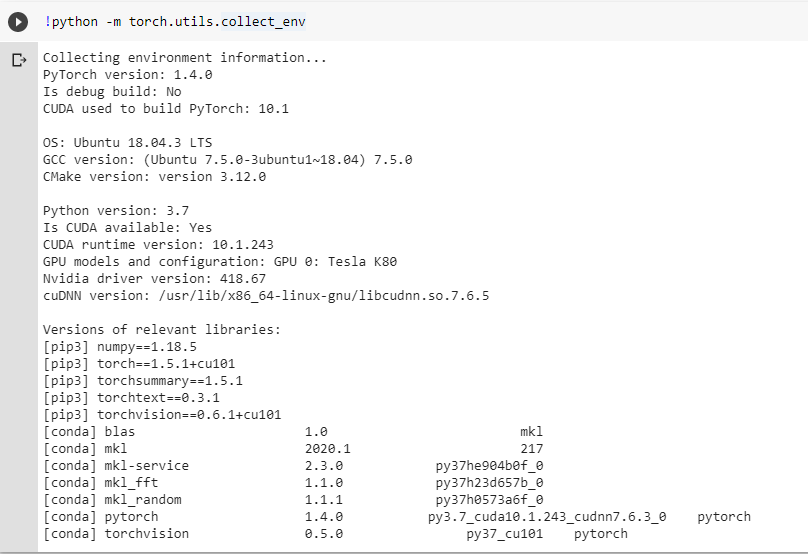 !python -m torch.utils.collect_env
Collecting environment information...
PyTorch version: 1.4.0
Is debug build: No
CUDA used to build PyTorch: 10.1
OS: Ubuntu 18.04.3 LTS
GCC version: (Ubuntu 7.5.0-3ubuntu1~18.04) 7.5.0
CMake version: version 3.12.0
Python version: 3.7
Is CUDA available: Yes
CUDA runtime version: 10.1.243
GPU models and configuration: GPU 0: Tesla K80
Nvidia driver version: 418.67
cuDNN version: /usr/lib/x86_64-linux-gnu/libcudnn.so.7.6.5
Versions of relevant libraries:
[pip3] numpy==1.18.5
[pip3] torch==1.5.1+cu101
[pip3] torchsummary==1.5.1
[pip3] torchtext==0.3.1
[pip3] torchvision==0.6.1+cu101
[conda] blas 1.0 mkl
[conda] mkl 2020.1 217
[conda] mkl-service 2.3.0 py37he904b0f_0
[conda] mkl_fft 1.1.0 py37h23d657b_0
[conda] mkl_random 1.1.1 py37h0573a6f_0
[conda] pytorch 1.4.0 py3.7_cuda10.1.243_cudnn7.6.3_0 pytorch
[conda] torchvision 0.5.0 py37_cu101 pytorch